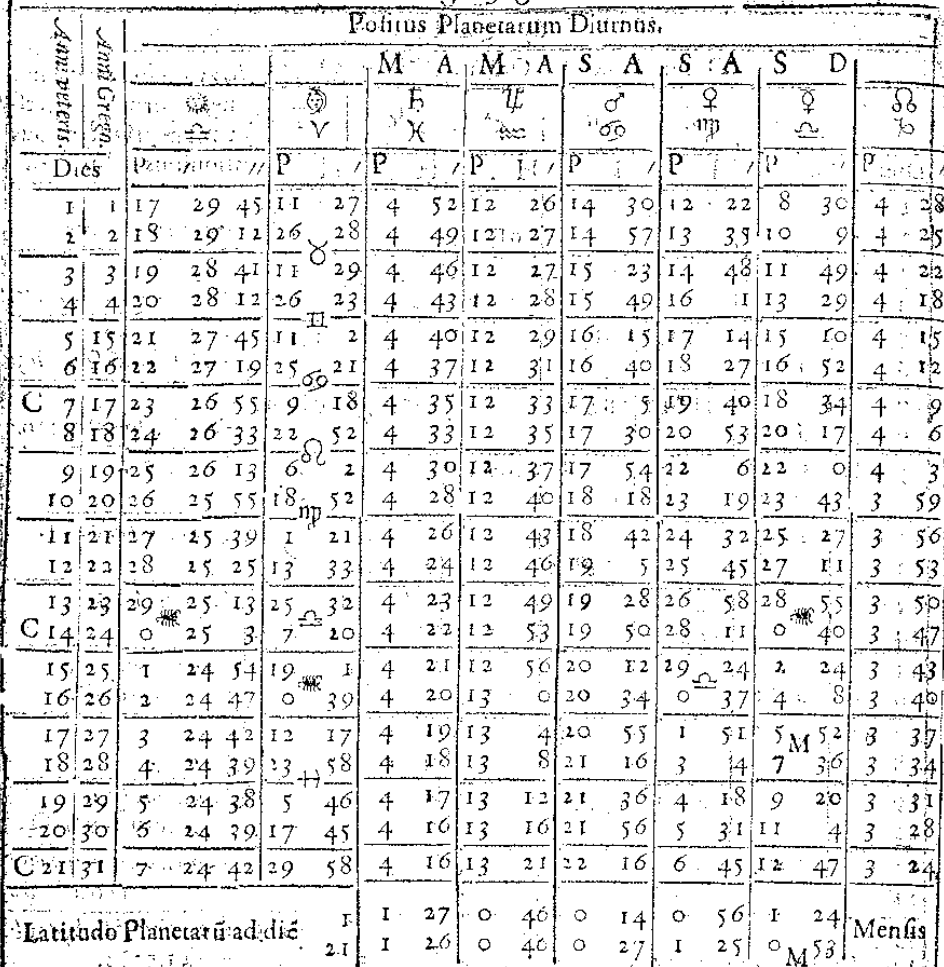 Positus Planetarum Diurnus.
Anni veteris. Anni Grego.
M A M A S A S A S D
♄ ♃ ♂ ♀ ☿ ☊
♎ ♈ ♓ ♒ ♋ ♍ ♎ ♑
Dies P ′ P ′ P ′ P ′ P ′ P ′ P ′
1 1 17 29 45 11 27 4 52 12 26 14 30 12 22 8 30 4 28
2 2 18 29 12 26 28 4 49 12 27 14 57 13 35 10 9 4 25
♉
3 3 19 28 41 11 29 4 46 12 27 15 23 14 48 11 49 4 22
4 4 20 28 12 26 23 4 43 12 28 15 49 16 1 13 29 4 18
♊
5 15 21 27 45 11 2 4 40 12 29 16 15 17 14 15 10 4 15
6 16 22 27 19 25 21 4 37 12 31 16 40 18 27 16 52 4 12
♋
C 7 17 23 26 55 9 18 4 35 12 33 17 5 19 40 18 34 4 9
8 18 24 26 33 22 52 4 33 12 35 17 30 20 53 20 17 4 6
♌
9 19 25 26 13 6 2 4 30 12 37 17 54 22 6 22 0 4 3
10 20 26 25 55 18 52 4 28 12 40 18 18 23 19 23 43 3 59
♍
11 21 27 25 39 1 21 4 26 12 43 18 42 24 32 25 27 3 56
12 22 28 25 25 13 33 4 24 12 46 19 5 25 45 27 11 3 53
13 23 29 25 13 25 32 4 23 12 49 19 28 26 58 28 55 3 50
♏ ♎ ♏
C 14 24 0 25 3 7 20 4 22 12 53 19 50 28 11 0 40 3 47
15 25 1 24 54 19 1 4 21 12 56 20 12 29 24 2 24 3 43
♏ ♎
16 26 2 24 47 0 39 4 20 13 0 20 34 0 37 4 8 3 40
17 27 3 24 42 12 17 4 19 13 4 20 55 1 51 5 52 3 37
M
18 28 4 24 39 23 58 4 18 13 8 21 16 3 4 7 36 3 34
19 29 5 24 38 5 46 4 17 13 12 21 36 4 18 9 20 3 31
20 30 6 24 39 17 45 4 16 13 16 21 56 5 31 11 4 3 28
C 21 31 7 24 42 29 58 4 16 13 21 22 16 6 45 12 47 3 24
Latitudo Planetarũ ad diẽ 1 1 27 0 46 0 14 0 56 1 24 Mensis
21 1 26 0 46 0 27 1 25 0 M 53